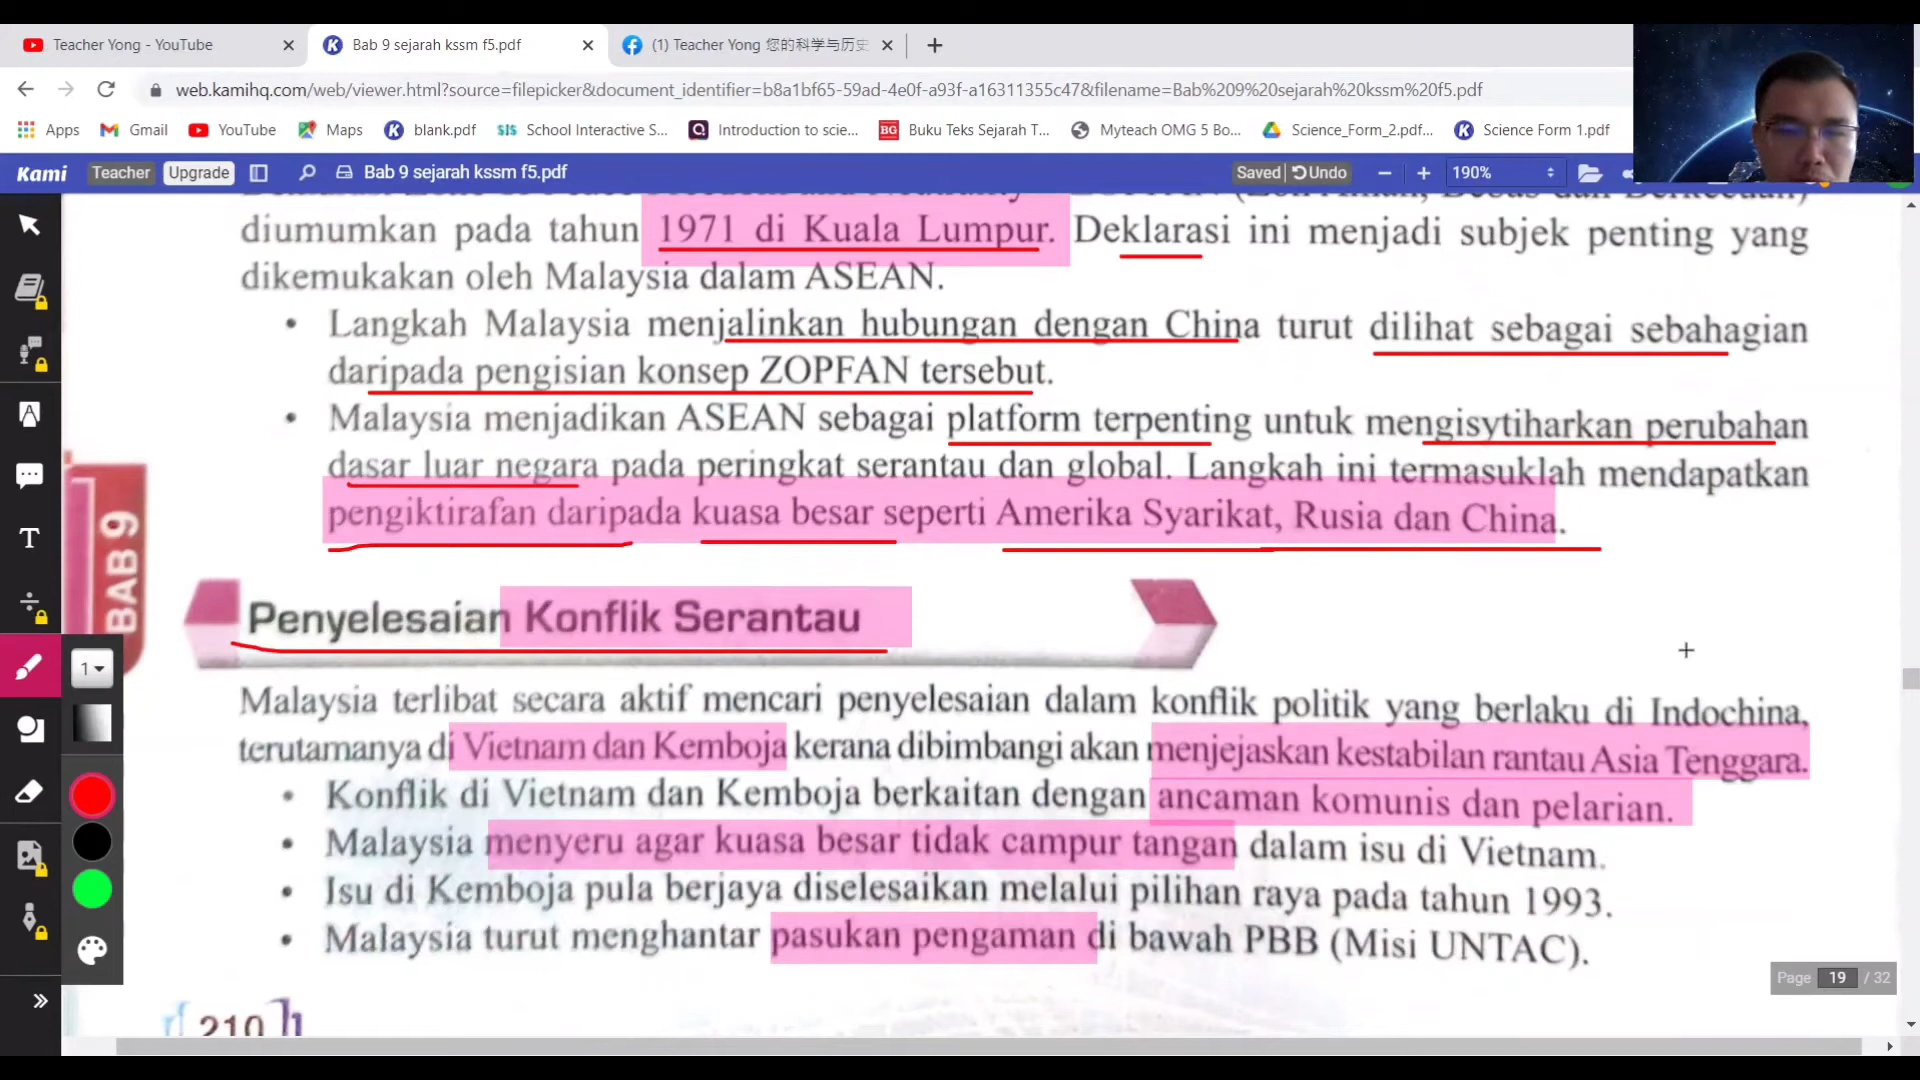 Teacher Yong - YouTube
Bab 9 sejarah kssm f5.pdf
(1) Teacher Yong 您的科学与历史
web.kamihq.com/web/viewer.html?source=filepicker&document_identifier=b8a1bf65-59ad-4e0f-a93f-a16311355c47&filename=Bab%209%20sejarah%20kssm%20f5.pdf
Apps
Gmail
YouTube
Maps
blank.pdf
School Interactive S...
Introduction to scie...
Buku Teks Sejarah T...
Myteach OMG 5 Bo...
Science_Form_2.pdf...
Science Form 1.pdf
Kami
Teacher
Upgrade
Bab 9 sejarah kssm f5.pdf
Saved
Undo
190%
diumumkan pada tahun 1971 di Kuala Lumpur. Deklarasi ini menjadi subjek penting yang
dikemukakan oleh Malaysia dalam ASEAN.
• Langkah Malaysia menjalinkan hubungan dengan China turut dilihat sebagai sebahagian
daripada pengisian konsep ZOPFAN tersebut.
• Malaysia menjadikan ASEAN sebagai platform terpenting untuk mengisytiharkan perubahan
dasar luar negara pada peringkat serantau dan global. Langkah ini termasuklah mendapatkan
pengiktirafan daripada kuasa besar seperti Amerika Syarikat, Rusia dan China.
BAB 9
Penyelesaian Konflik Serantau
Malaysia terlibat secara aktif mencari penyelesaian dalam konflik politik yang berlaku di Indochina,
terutamanya di Vietnam dan Kemboja kerana dibimbangi akan menjejaskan kestabilan rantau Asia Tenggara.
• Konflik di Vietnam dan Kemboja berkaitan dengan ancaman komunis dan pelarian.
• Malaysia menyeru agar kuasa besar tidak campur tangan dalam isu di Vietnam.
• Isu di Kemboja pula berjaya diselesaikan melalui pilihan raya pada tahun 1993.
• Malaysia turut menghantar pasukan pengaman di bawah PBB (Misi UNTAC).
210
1
Page 19 / 32